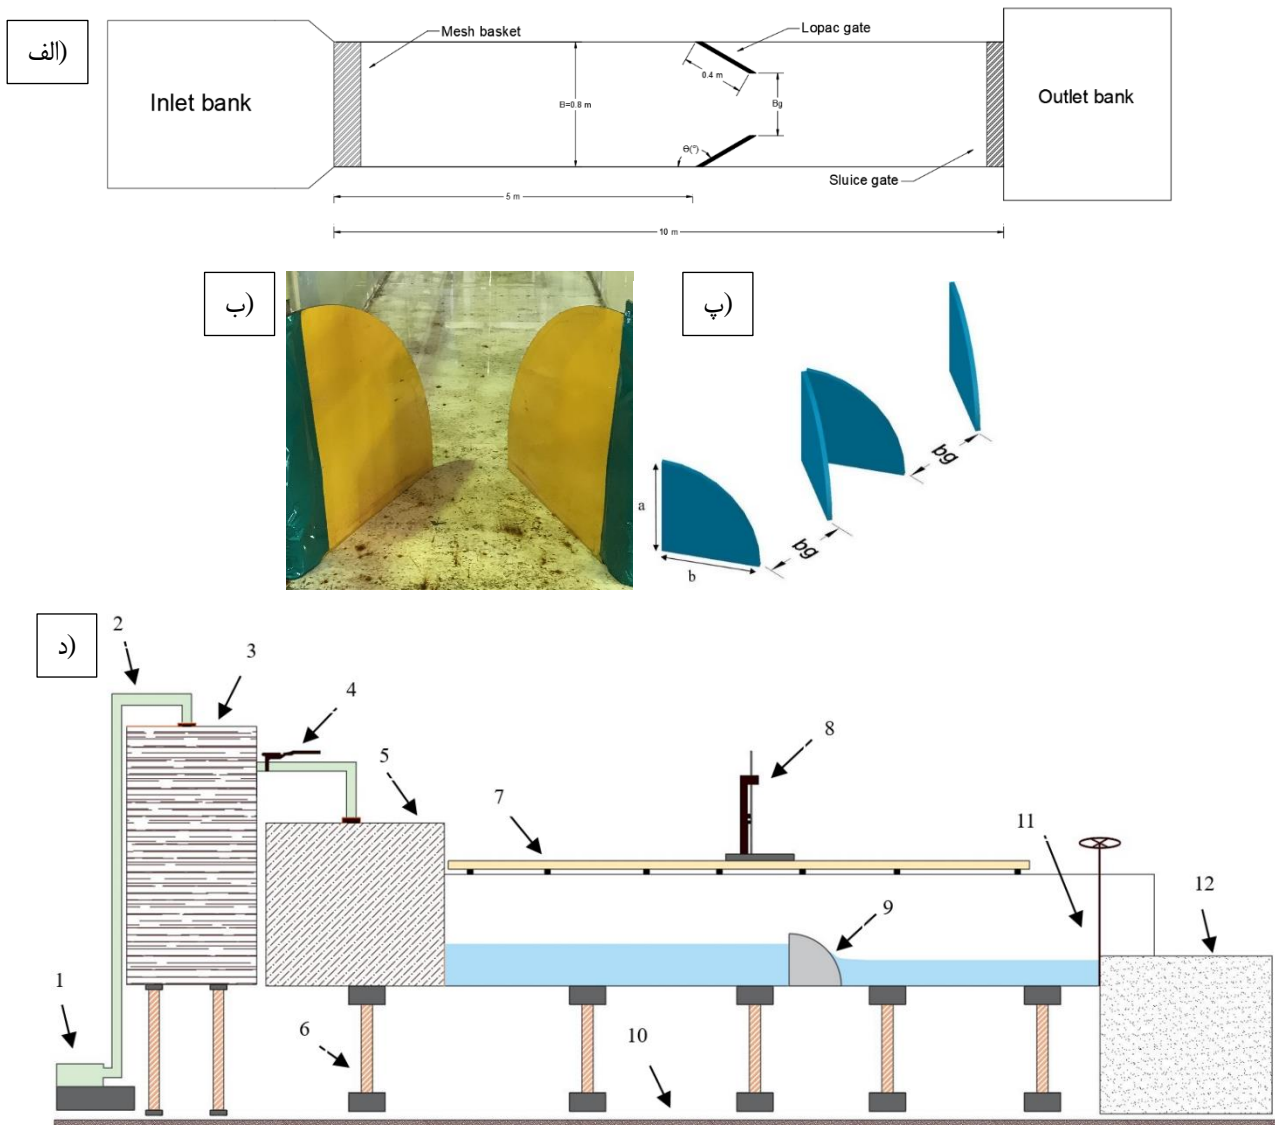 الف)
Mesh basket
Lopac gate
0.4 m
Inlet bank
B=0.8 m
Bg
Outlet bank
Θ(°)
Sluice gate
5 m
10 m
ب)
پ)
a
b
bg
bg
د)
1
2
3
4
5
6
7
8
9
10
11
12